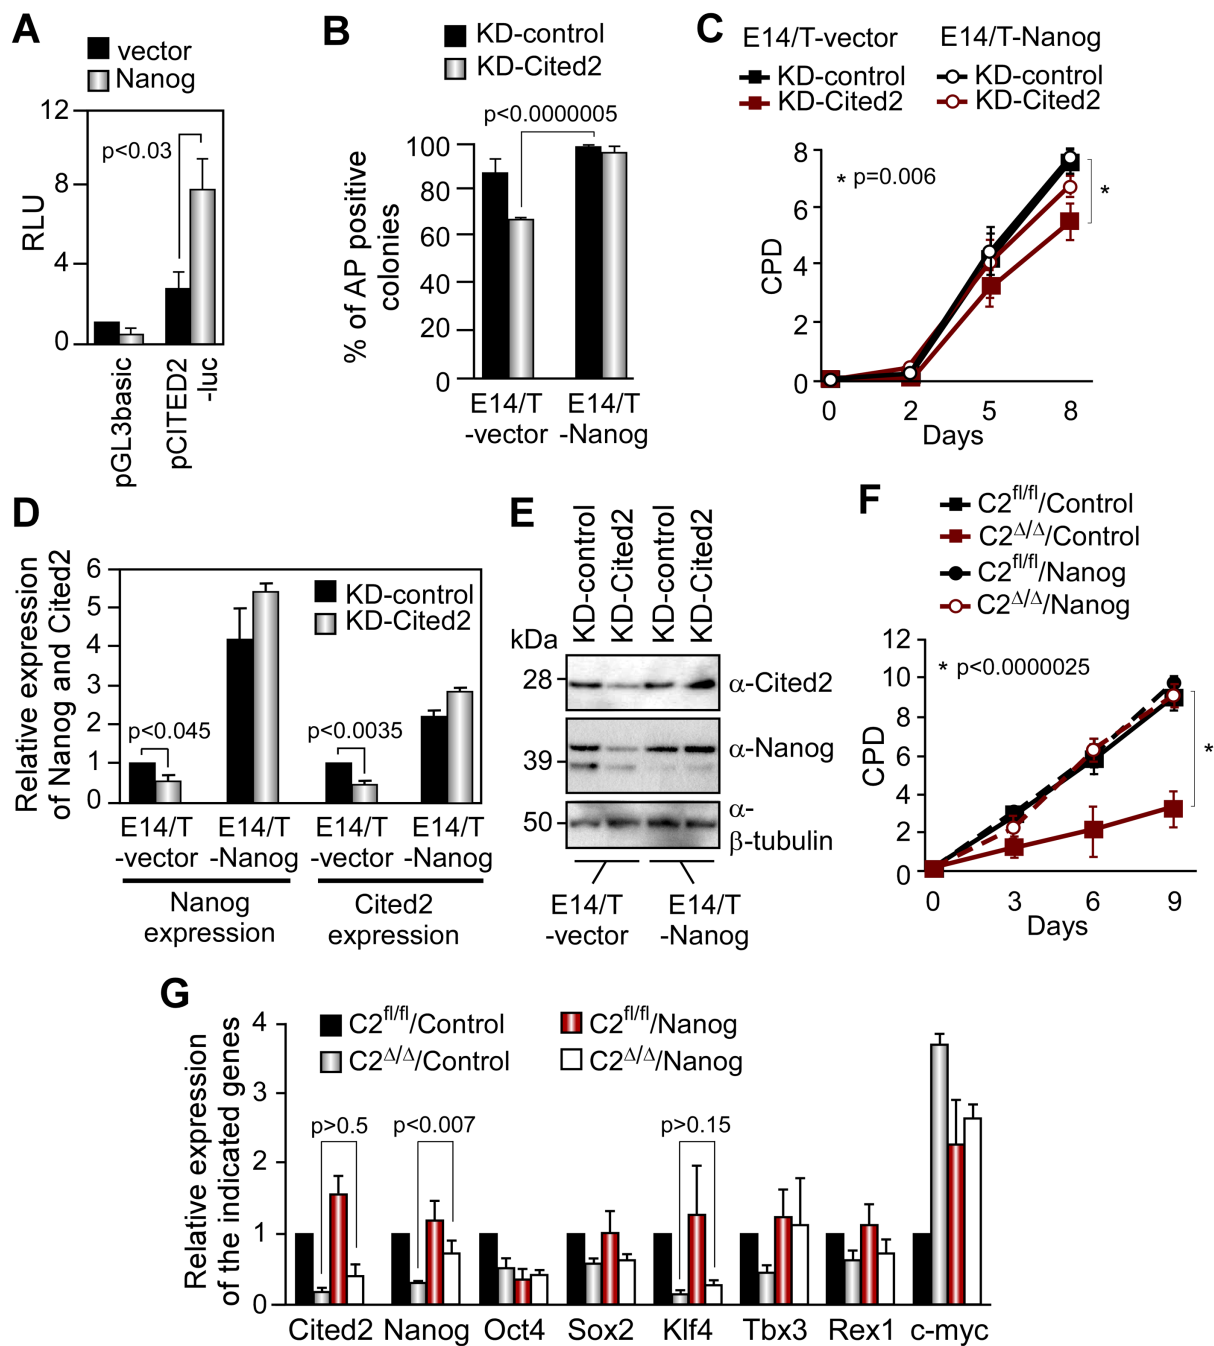 A
vector
Nanog
12
8
4
0
RLU
p<0.03
pGL3basic
pCITED2
-luc
B
KD-control
KD-Cited2
p<0.0000005
100
80
60
40
20
0
% of AP positive
colonies
E14/T
-vector
E14/T
-Nanog
C
E14/T-vector
E14/T-Nanog
KD-control
KD-Cited2
KD-control
KD-Cited2
8
6
4
2
0
CPD
* p=0.006
*
0
2
5
8
Days
D
Relative expression
of Nanog and Cited2
6
5
4
3
2
1
0
KD-control
KD-Cited2
p<0.045
p<0.0035
E14/T
-vector
E14/T
-Nanog
E14/T
-vector
E14/T
-Nanog
Nanog
expression
Cited2
expression
E
KD-control
KD-Cited2
KD-control
KD-Cited2
kDa
28
39
50
α-Cited2
α-Nanog
α-
β-tubulin
E14/T
-vector
E14/T
-Nanog
F
C2fl/fl/Control
C2Δ/Δ/Control
C2fl/fl/Nanog
C2Δ/Δ/Nanog
12
10
8
6
4
2
0
CPD
* p<0.0000025
*
0
3
6
9
Days
G
Relative expression
of the indicated genes
4
3
2
1
0
C2fl/fl/Control
C2Δ/Δ/Control
C2fl/fl/Nanog
C2Δ/Δ/Nanog
p>0.5
p<0.007
p>0.15
Cited2
Nanog
Oct4
Sox2
Klf4
Tbx3
Rex1
c-myc